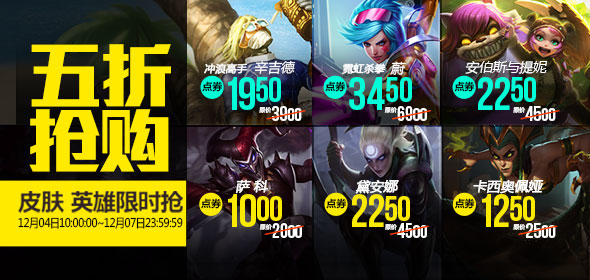 五折
抢购
皮肤 英雄限时抢
12月04日10:00:00~12月07日23:59:59
冲浪高手 辛吉德
点券 1950
原价 3900
霓虹杀拳 蔚
点券 3450
原价 6900
安伯斯与提妮
点券 2250
原价 4500
萨科
点券 1000
原价 2000
黛安娜
点券 2250
原价 4500
卡西奥佩娅
点券 1250
原价 2500